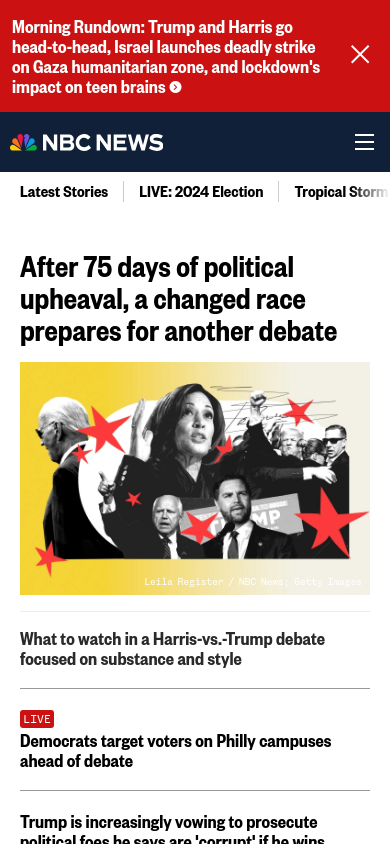 Morning Rundown: Trump and Harris go
head-to-head, Israel launches deadly strike
on Gaza humanitarian zone, and lockdown's
impact on teen brains
NBC NEWS
Latest Stories
LIVE: 2024 Election
Tropical Storm
After 75 days of political
upheaval, a changed race
prepares for another debate
TRUMP
Leila Register / NBC News; Getty Images
What to watch in a Harris-vs.-Trump debate
focused on substance and style
LIVE
Democrats target voters on Philly campuses
ahead of debate
Trump is increasingly vowing to prosecute
political foes he says are 'corrupt' if he wins